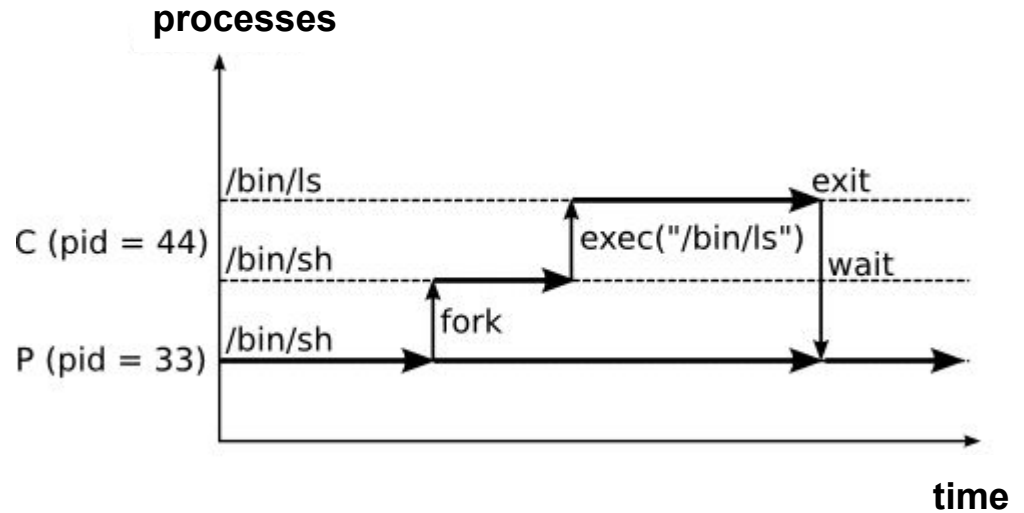 processes
/bin/ls
exit
C (pid = 44)
exec("/bin/ls")
/bin/sh
wait
fork
/bin/sh
P (pid = 33)
time